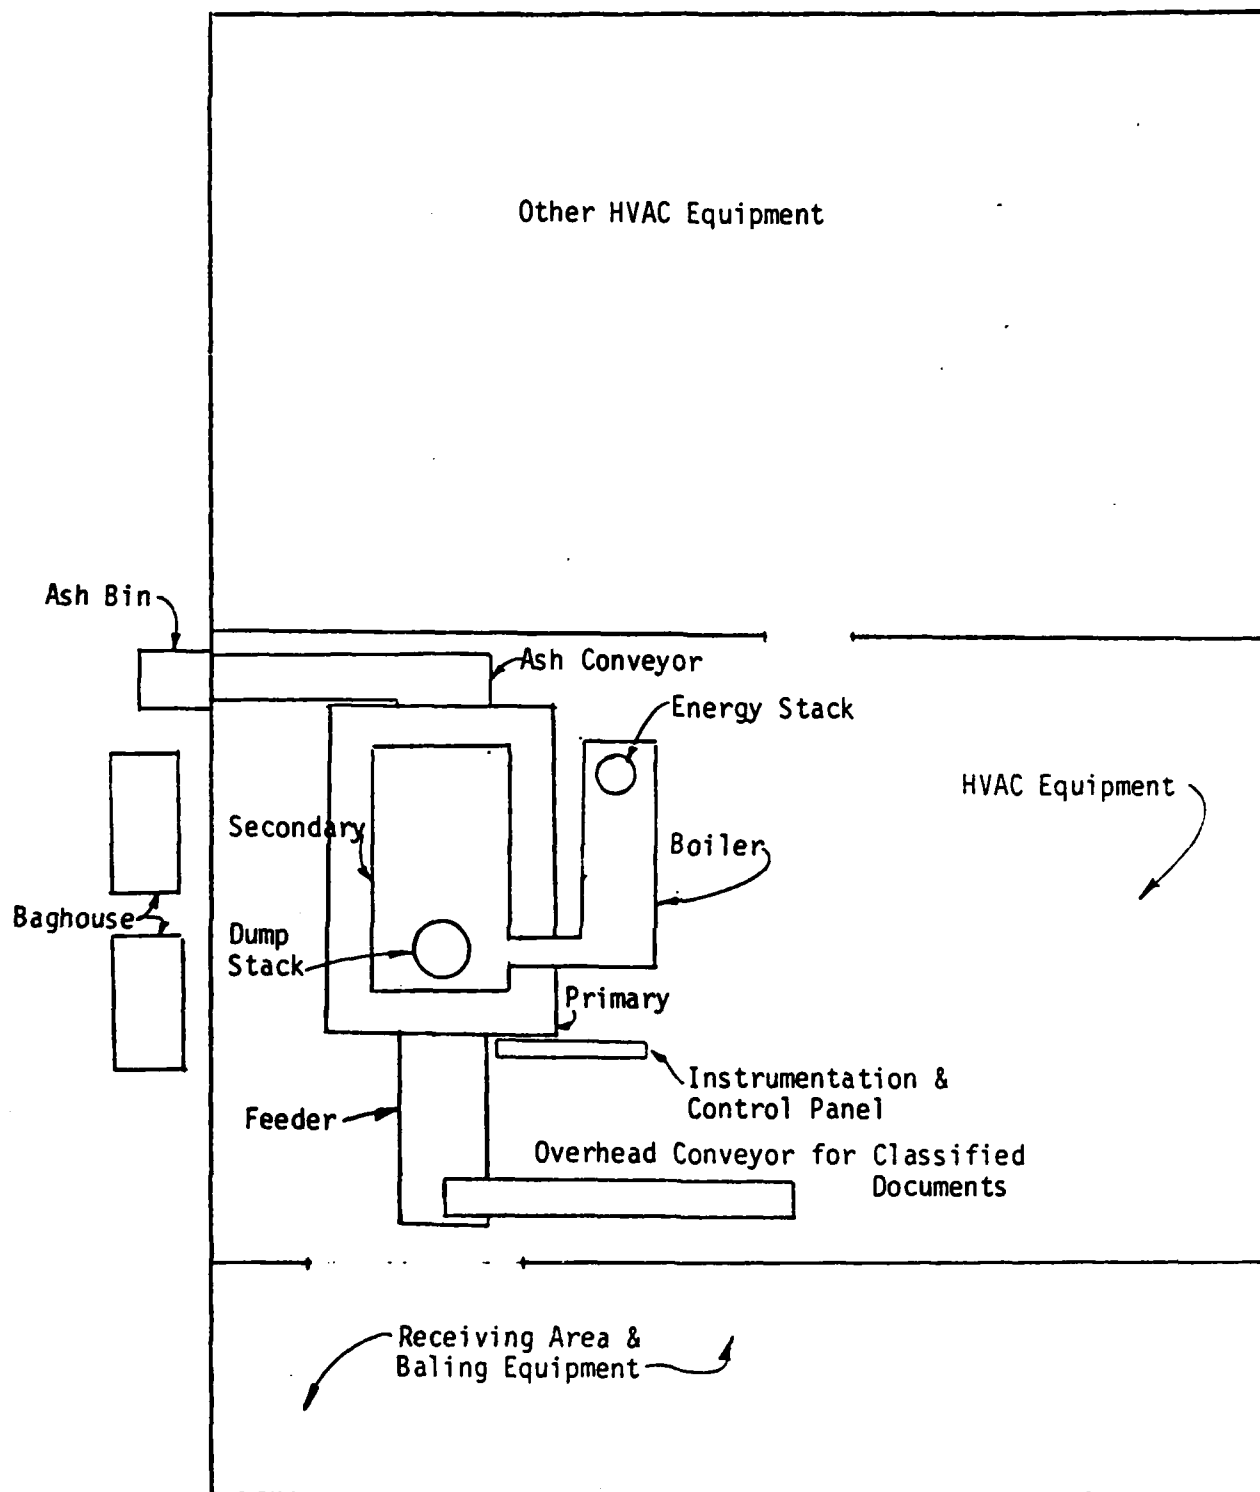 Other HVAC Equipment
Ash Bin
Ash Conveyor
Energy Stack
HVAC Equipment
Secondary
Boiler
Baghouse
Dump
Stack
Primary
Instrumentation &
Control Panel
Feeder
Overhead Conveyor for Classified
Documents
Receiving Area &
Baling Equipment